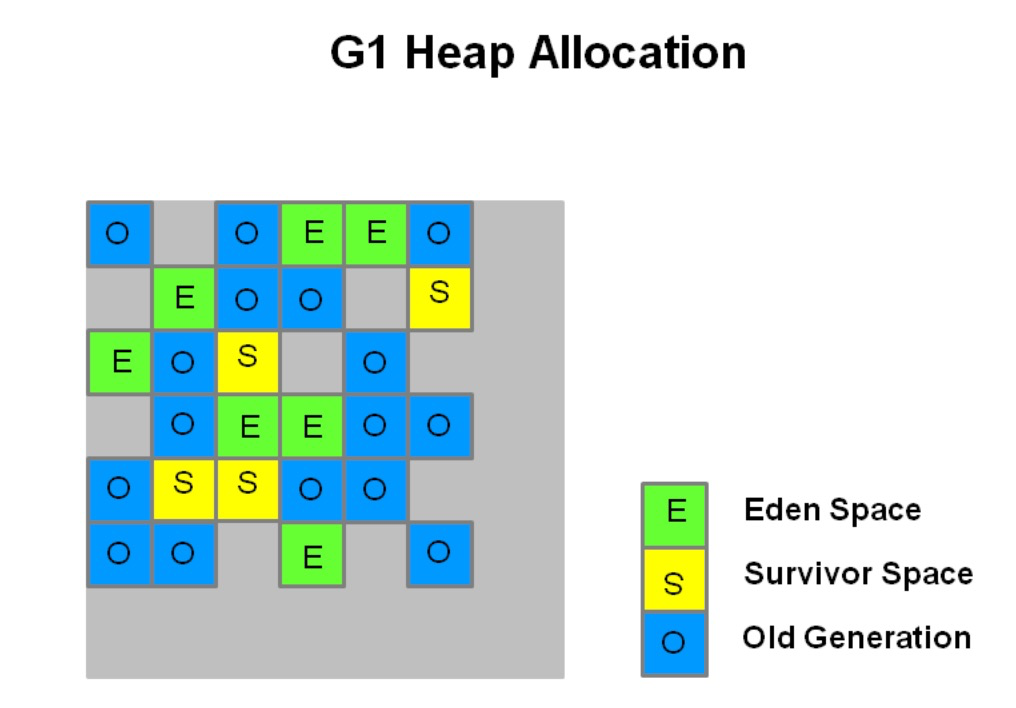 G1 Heap Allocation
O O E E O
E O O S
E O S O
O E E O O
O S S O O
O O E O
E Eden Space
S Survivor Space
O Old Generation